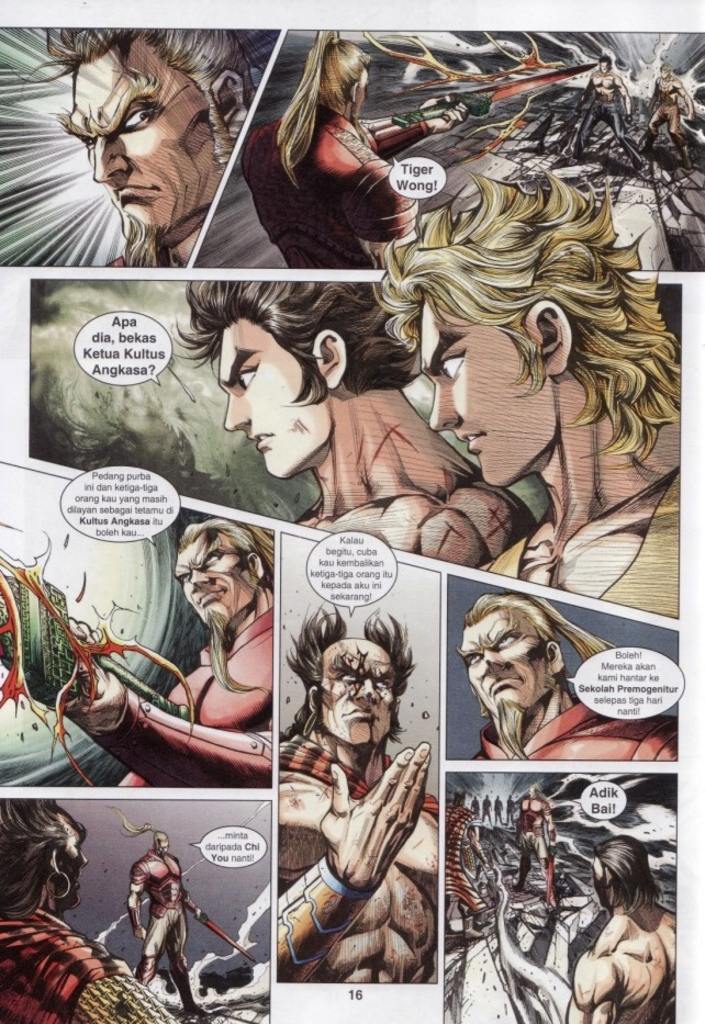 Tiger
Wong!
Apa
dia, bekas
Ketua Kultus
Angkasa?
Pedang purba
ini dan ketiga-tiga
orang kau yang masih
dilayan sebagai tetamu di
Kultus Angkasa itu
boleh kau...
...minta
daripada Chi
You nanti!
Kalau
begitu, cuba
kau kembalikan
ketiga-tiga orang itu
kepada aku ini
sekarang!
Boleh!
Mereka akan
kami hantar ke
Sekolah Premogenitur
selepas tiga hari
nanti!
Adik
Bai!
16